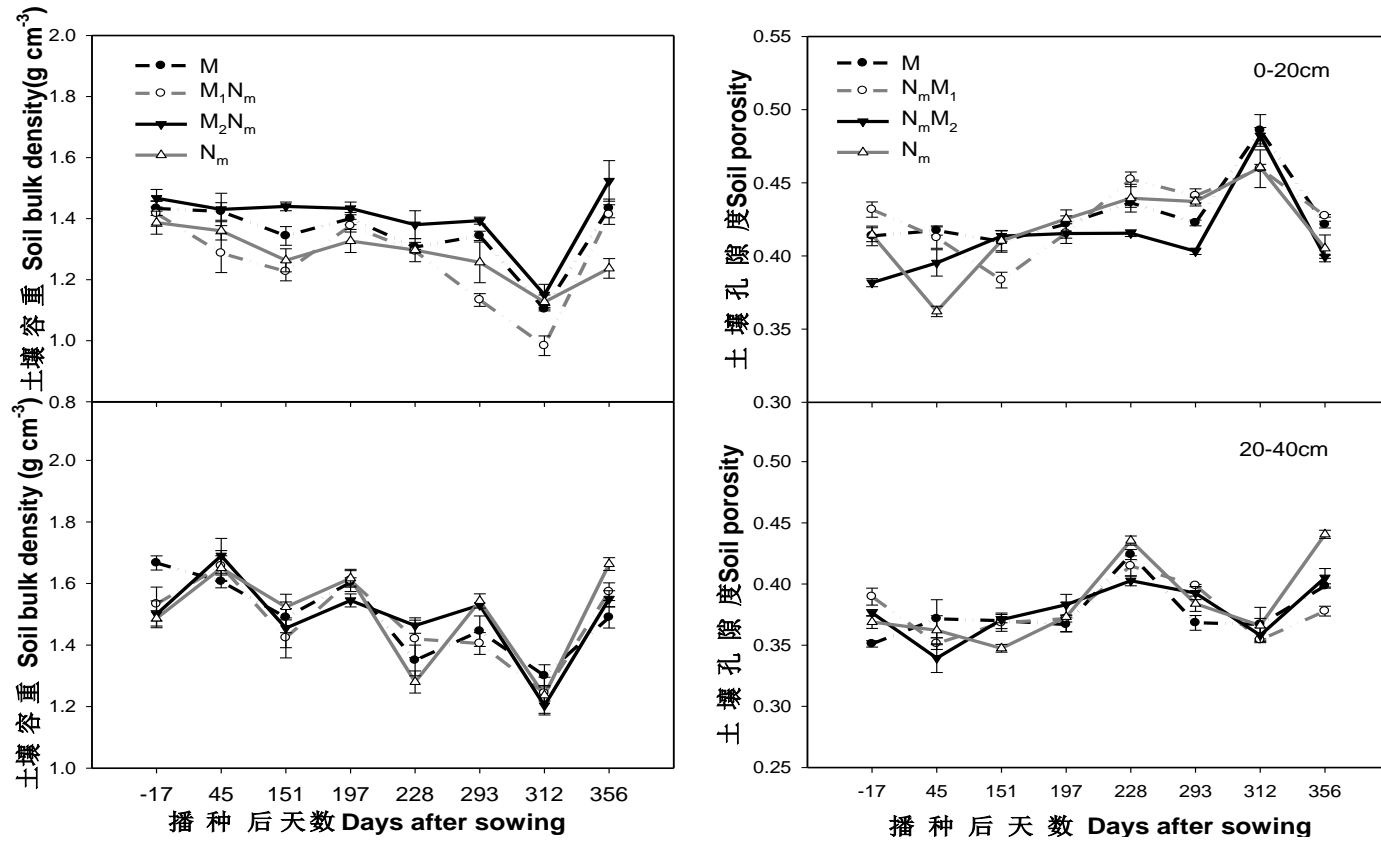 土壤容重 Soil bulk density(g cm-3)
2.0
1.8
1.6
1.4
1.2
1.0
0.8
M
M1Nm
M2Nm
Nm
土壤孔隙度Soil porosity
0.55
0.50
0.45
0.40
0.35
0.30
M
NmM1
NmM2
Nm
0-20cm
土壤容重 Soil bulk density (g cm-3)
2.0
1.8
1.6
1.4
1.2
1.0
-17 45 151 197 228 293 312 356
播种后天数 Days after sowing
土壤孔隙度Soil porosity
0.50
0.45
0.40
0.35
0.30
0.25
20-40cm
-17 45 151 197 228 293 312 356
播种后天数 Days after sowing